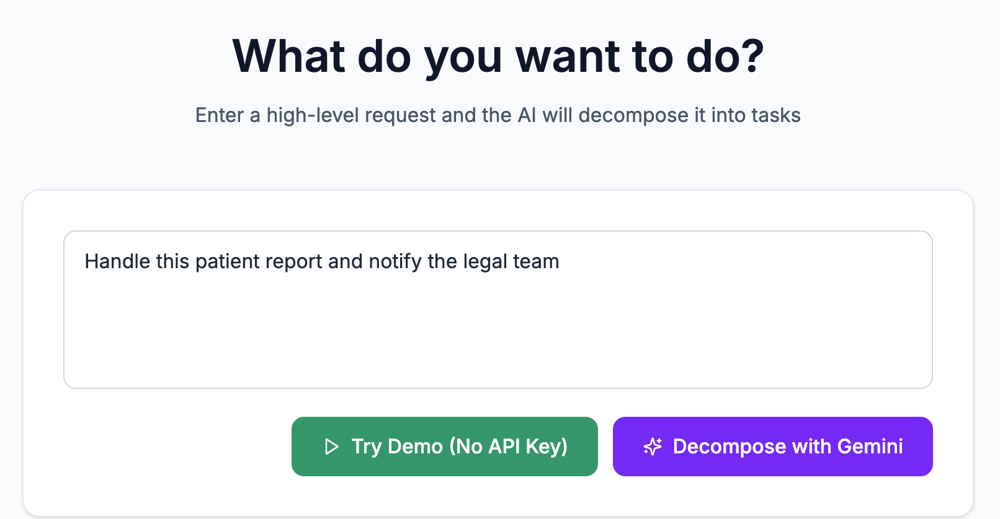 What do you want to do?
Enter a high-level request and the AI will decompose it into tasks
Handle this patient report and notify the legal team
Try Demo (No API Key)
Decompose with Gemini